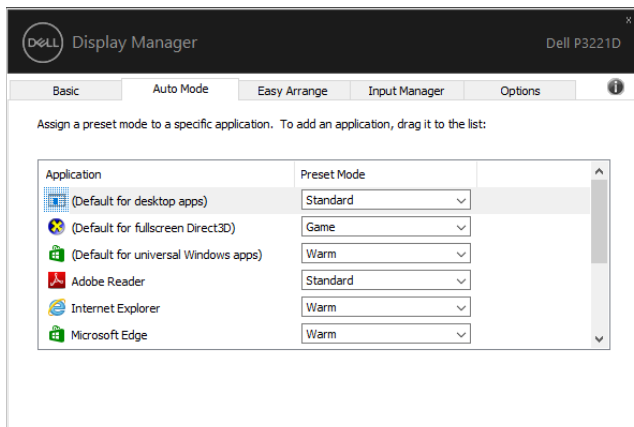 DELL Display Manager Dell P3221D
x
Basic Auto Mode Easy Arrange Input Manager Options
Assign a preset mode to a specific application. To add an application, drag it to the list:
Application Preset Mode
(Default for desktop apps) Standard
(Default for fullscreen Direct3D) Game
(Default for universal Windows apps) Warm
Adobe Reader Standard
Internet Explorer Warm
Microsoft Edge Warm